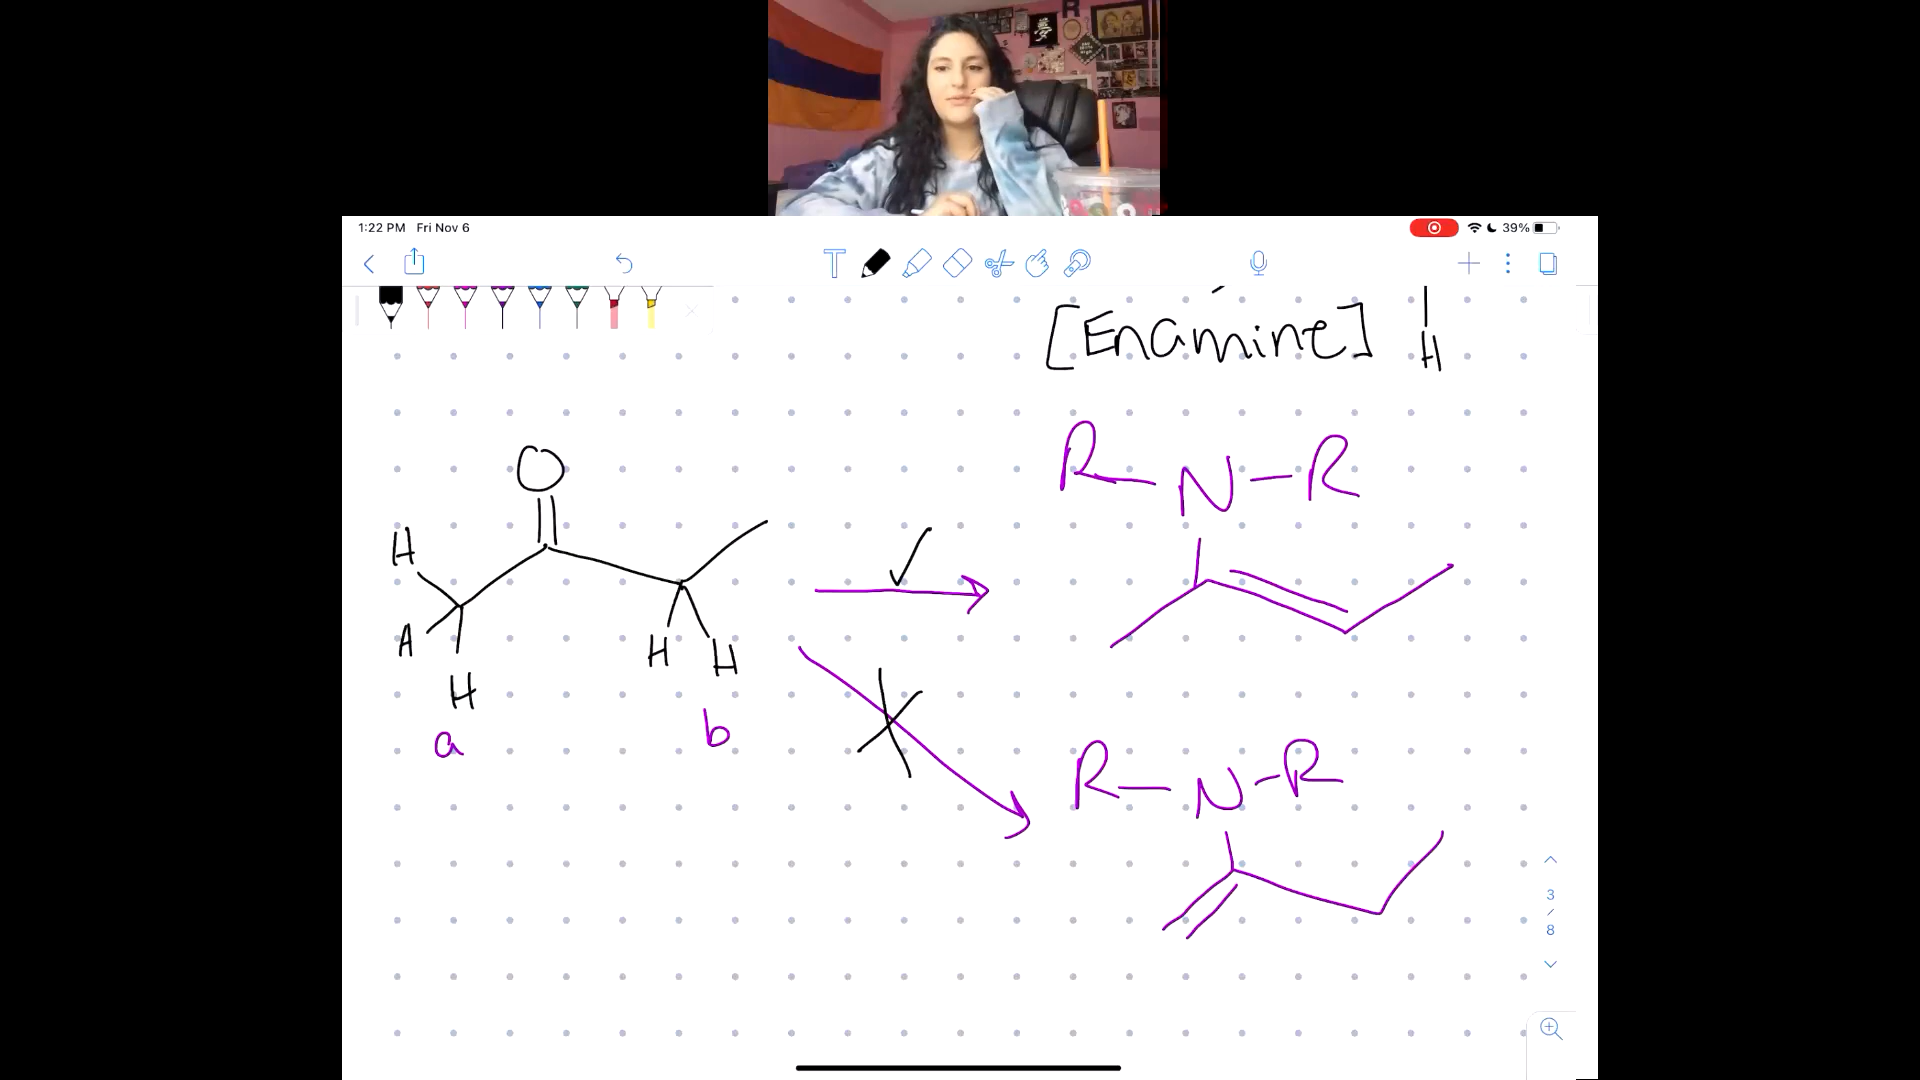 R
1:22 PM Fri Nov 6
39%
T
[Enamine]
H
R-N-R
O
H
A
H
H
H
a
b
R-N-R
3
/
8